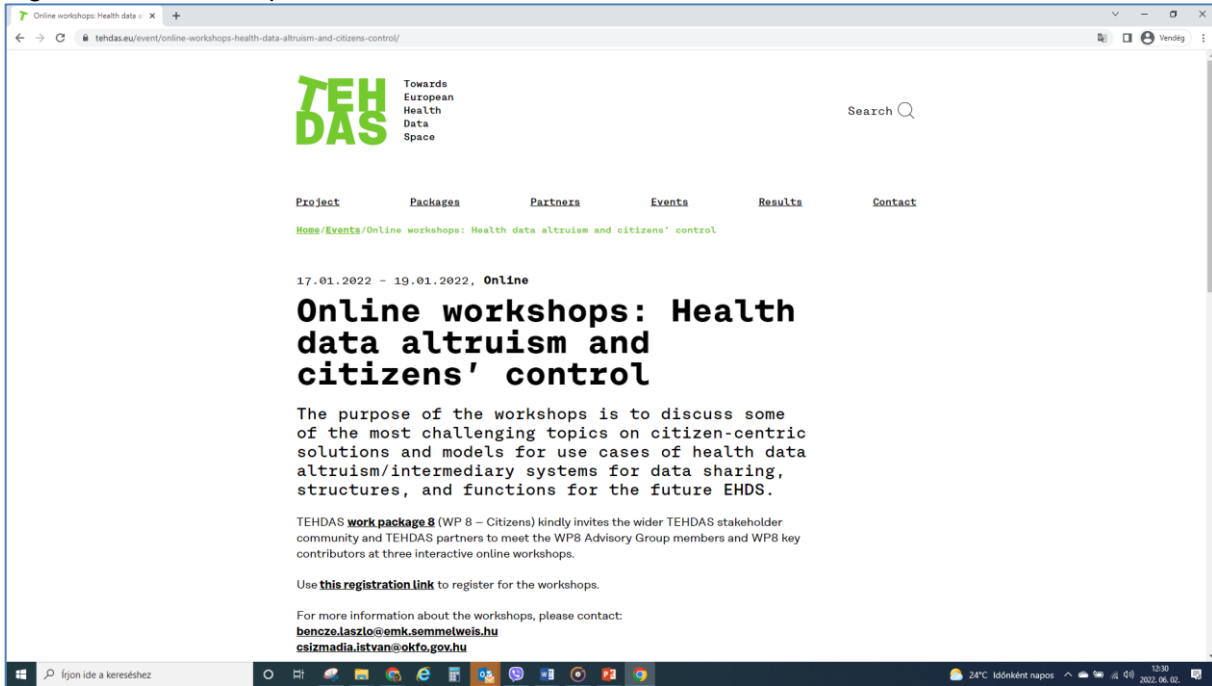 Online workshops: Health data a
tehdas.eu/event/online-workshops-health-data-altruism-and-citizens-control/
Vendég
TEH
DAS
Towards
European
Health
Data
Space
Search
Project Packages Partners Events Results Contact
Home/Events/Online workshops: Health data altruism and citizens' control
17.01.2022 – 19.01.2022, Online
Online workshops: Health
data altruism and
citizens' control
The purpose of the workshops is to discuss some
of the most challenging topics on citizen-centric
solutions and models for use cases of health data
altruism/intermediary systems for data sharing,
structures, and functions for the future EHDS.
TEHDAS work package 8 (WP 8 – Citizens) kindly invites the wider TEHDAS stakeholder
community and TEHDAS partners to meet the WP8 Advisory Group members and WP8 key
contributors at three interactive online workshops.
Use this registration link to register for the workshops.
For more information about the workshops, please contact:
bencze.laszlo@emk.semmelweis.hu
csizmadia.istvan@okfo.gov.hu
Írjon ide a kereséshez
24°C Időnként napos
12:30
2022. 06. 02.